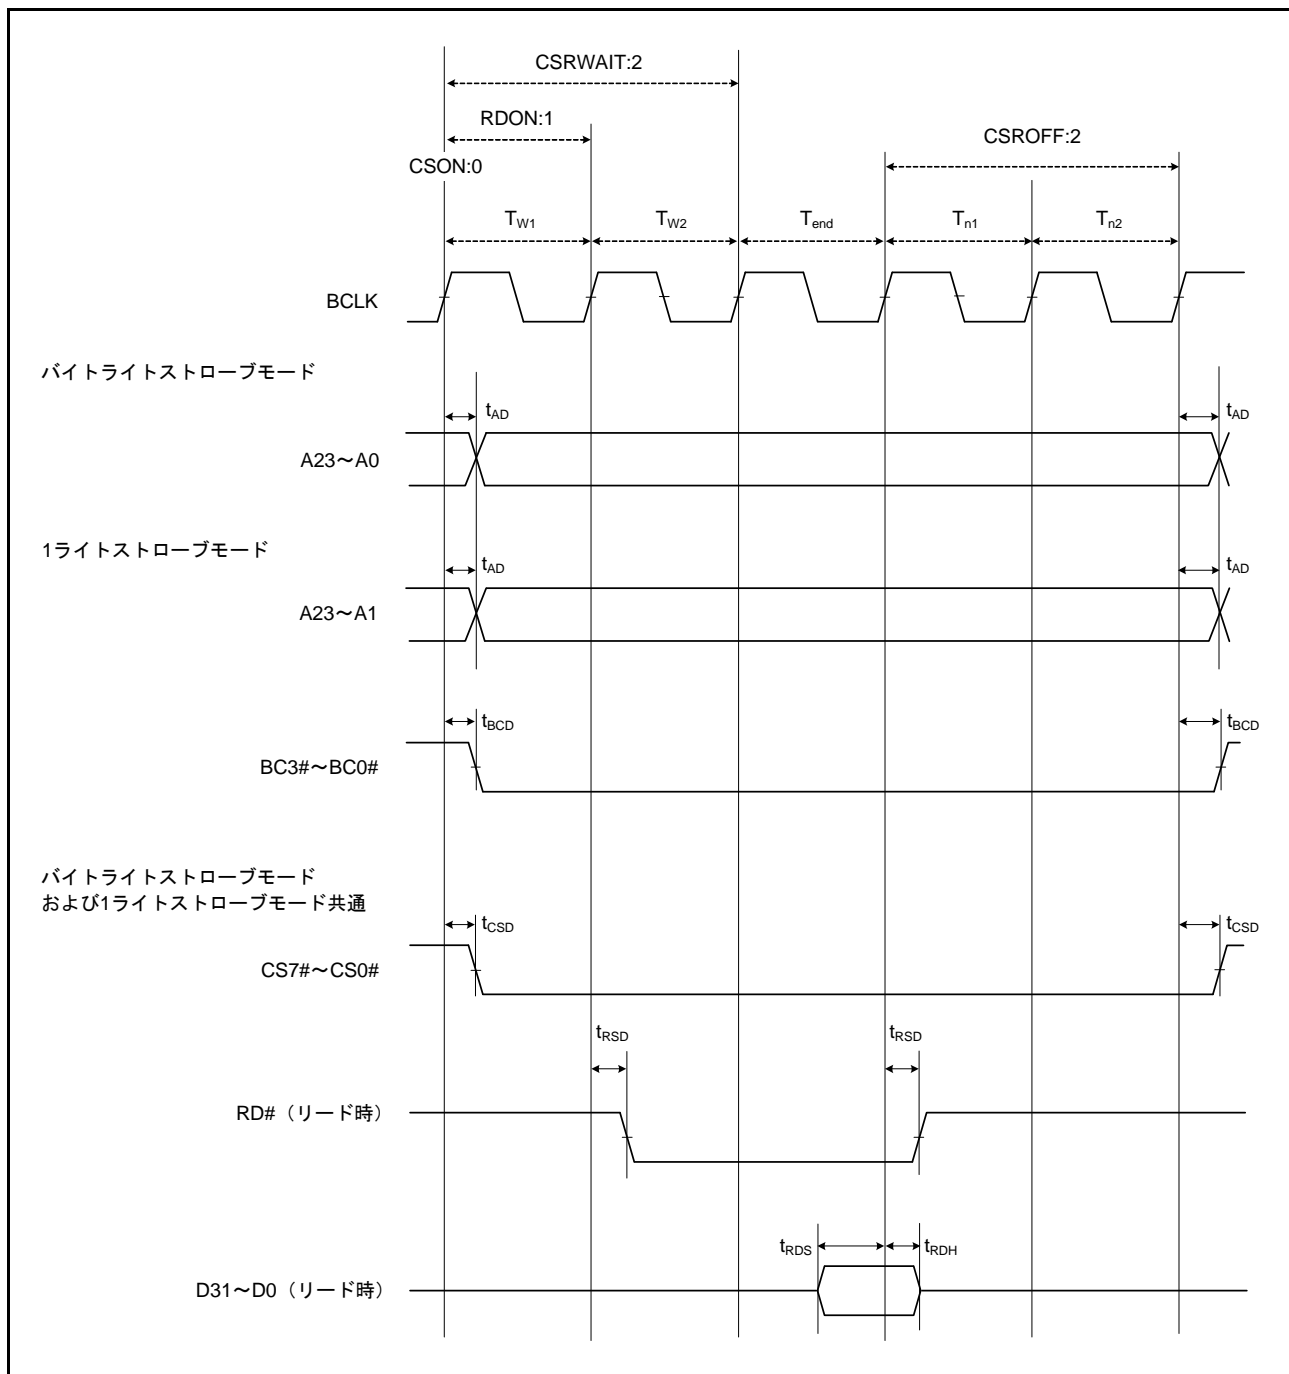 CSRWAIT:2
RDON:1
CSROFF:2
CSON:0
TW1 TW2 Tend Tn1 Tn2
BCLK
バイトライトストローブモード
tAD tAD
A23～A0
1ライトストローブモード
tAD tAD
A23～A1
tBCD tBCD
BC3#～BC0#
バイトライトストローブモード
および1ライトストローブモード共通
tCSD tCSD
CS7#～CS0#
tRSD tRSD
RD#（リード時）
tRDS tRDH
D31～D0（リード時）